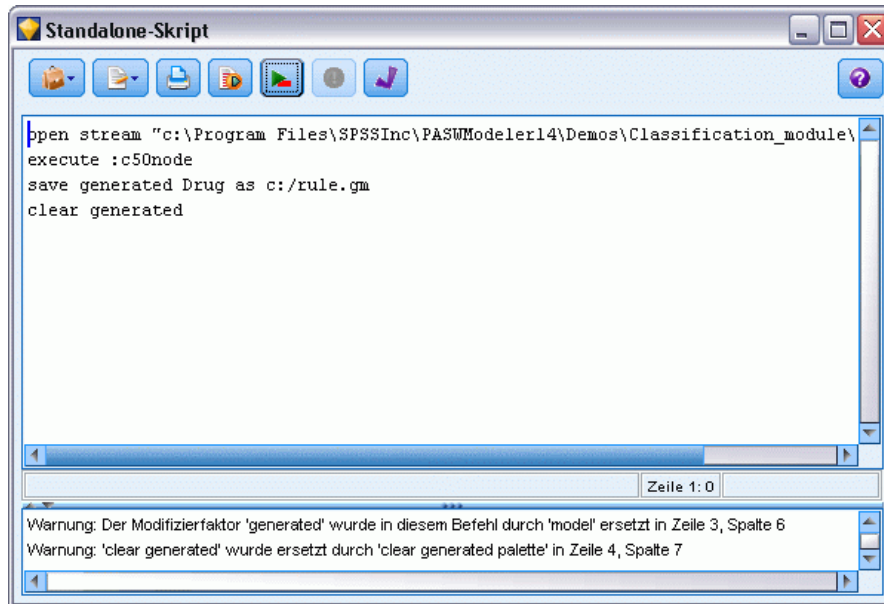 Standalone-Skript
open stream "c:\Program Files\SPSSInc\PASWModeler14\Demos\Classification_module\
execute :c50node
save generated Drug as c:/rule.gm
clear generated
Zeile 1: 0
Warnung: Der Modifizierfaktor 'generated' wurde in diesem Befehl durch 'model' ersetzt in Zeile 3, Spalte 6
Warnung: 'clear generated' wurde ersetzt durch 'clear generated palette' in Zeile 4, Spalte 7